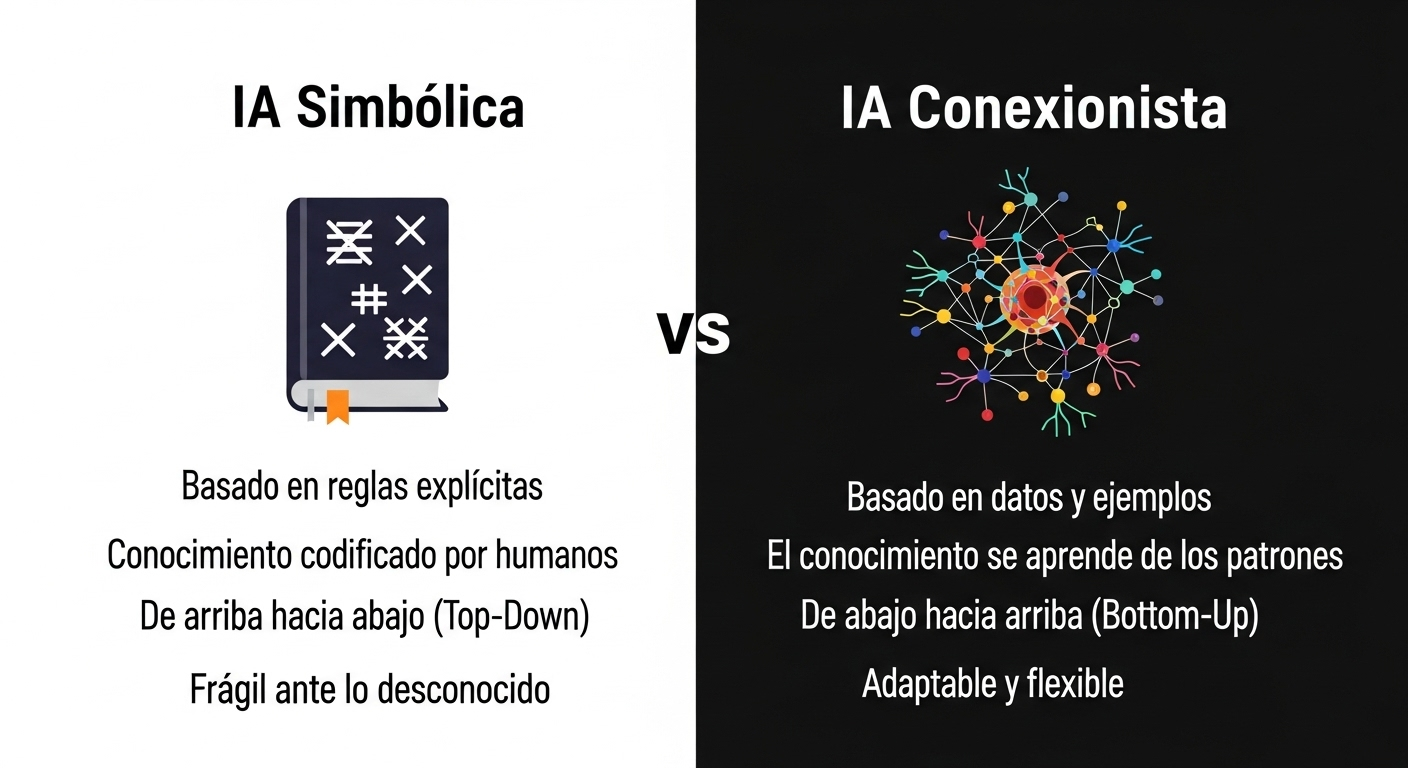 IA Simbólica
Basado en reglas explícitas
Conocimiento codificado por humanos
De arriba hacia abajo (Top-Down)
Frágil ante lo desconocido
vs
IA Conexionista
Basado en datos y ejemplos
El conocimiento se aprende de los patrones
De abajo hacia arriba (Bottom-Up)
Adaptable y flexible